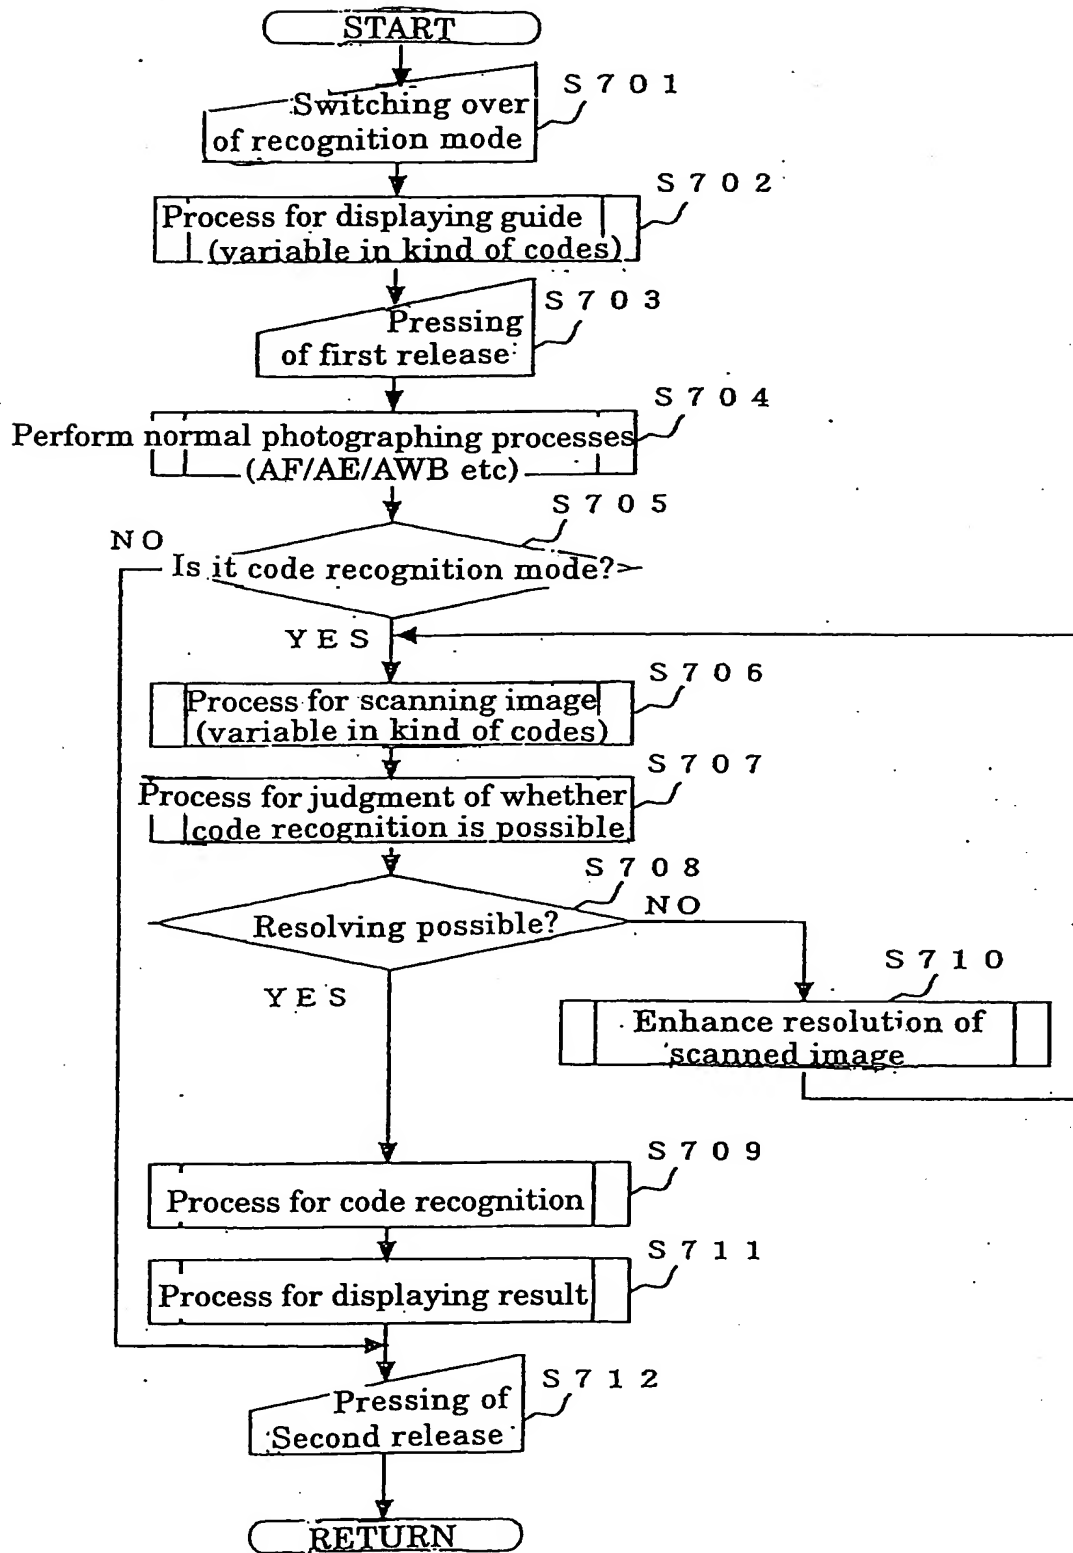 START
S701
Switching over
of recognition mode
S702
Process for displaying guide
(variable in kind of codes)
S703
Pressing
of first release
S704
Perform normal photographing processes
(AF/AE/AWB etc)
S705
NO
Is it code recognition mode?
YES
S706
Process for scanning image
(variable in kind of codes)
S707
Process for judgment of whether
code recognition is possible
S708
Resolving possible?
NO
YES
S710
Enhance resolution of
scanned image
S709
Process for code recognition
S711
Process for displaying result
S712
Pressing of
Second release
RETURN